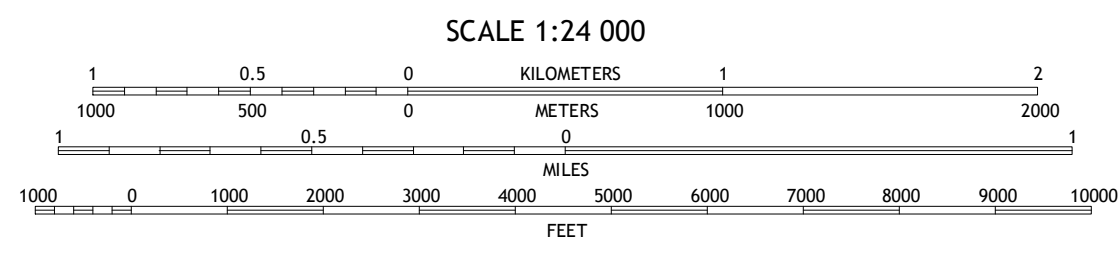 SCALE 1:24 000
1 0.5 0 KILOMETERS 1 2
1000 500 0 METERS 1000 2000
1 0.5 0 1
MILES
1000 0 1000 2000 3000 4000 5000 6000 7000 8000 9000 10000
FEET